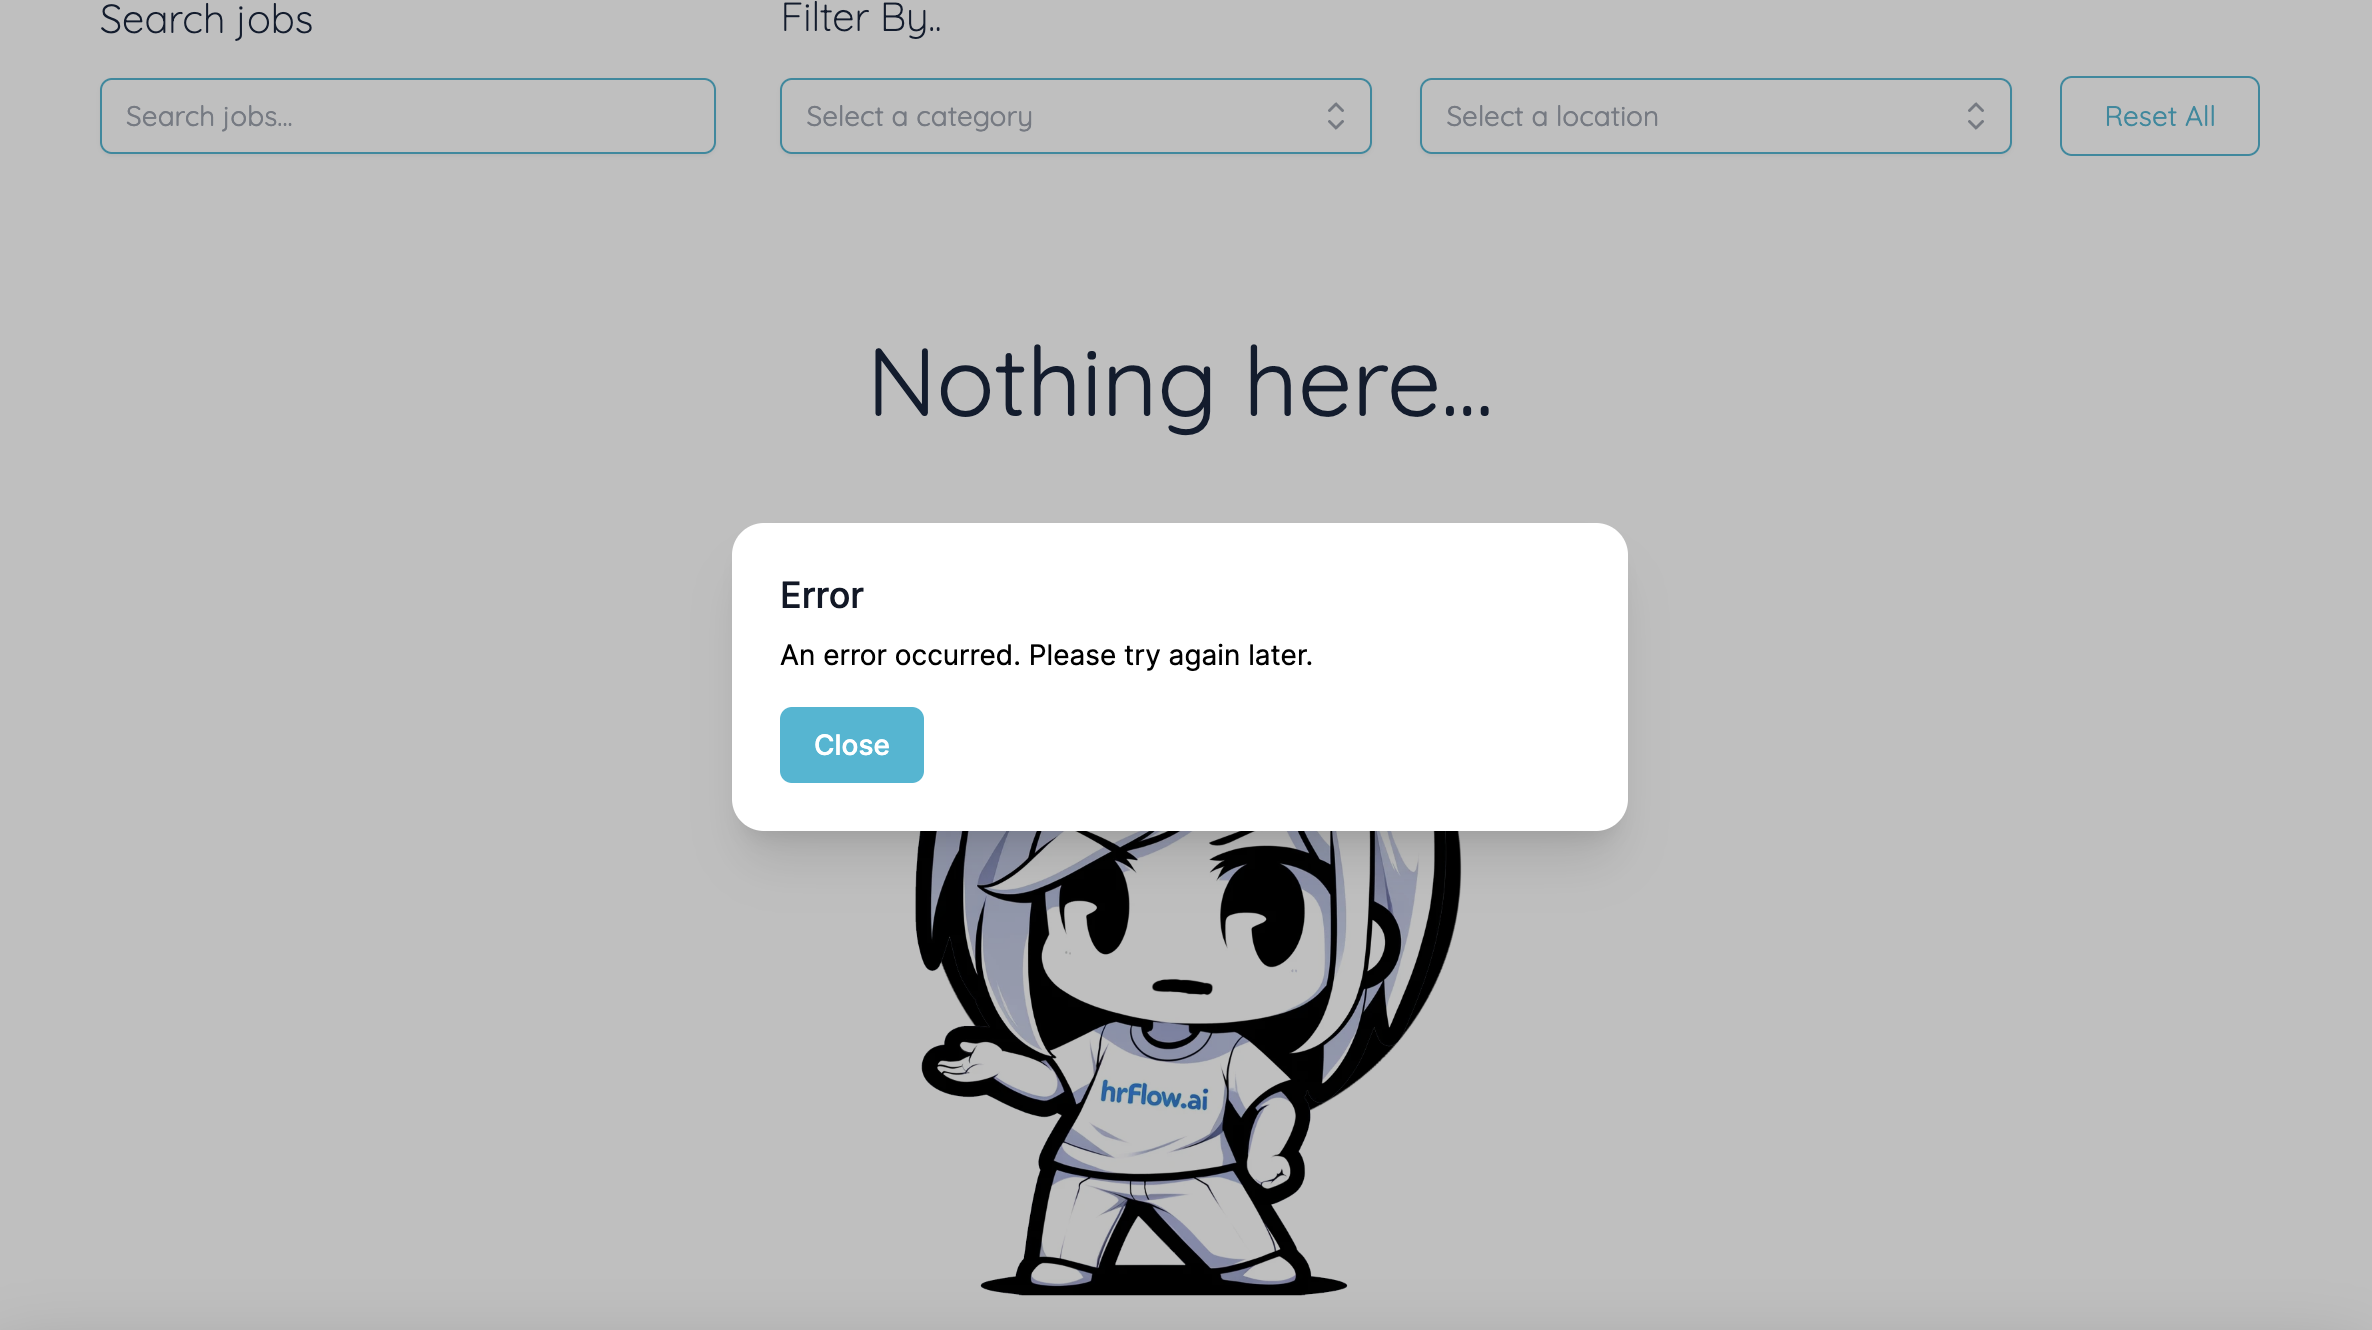 Search jobs
Filter By..
Search jobs...
Select a category
Select a location
Reset All
Nothing here...
Error
An error occurred. Please try again later.
Close
hrFlow.ai